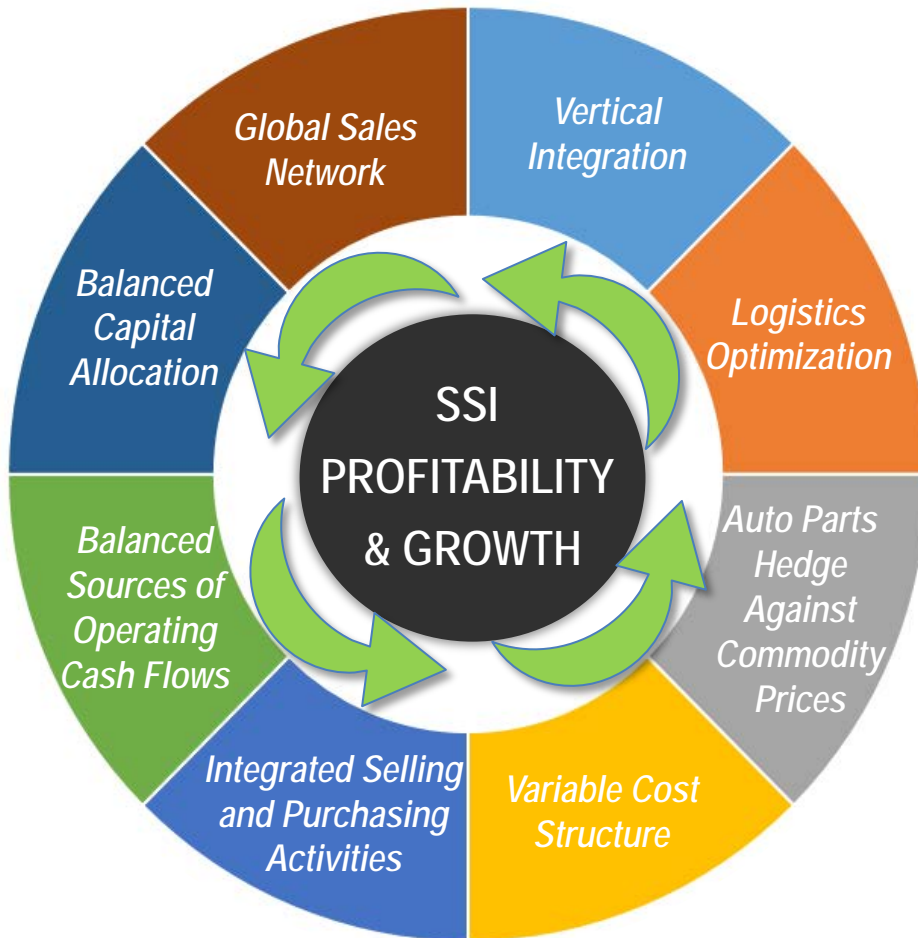 Global Sales
Network
Vertical
Integration
Balanced
Capital
Allocation
Logistics
Optimization
SSI
PROFITABILITY
& GROWTH
Balanced
Sources of
Operating
Cash Flows
Auto Parts
Hedge
Against
Commodity
Prices
Integrated Selling
and Purchasing
Activities
Variable Cost
Structure